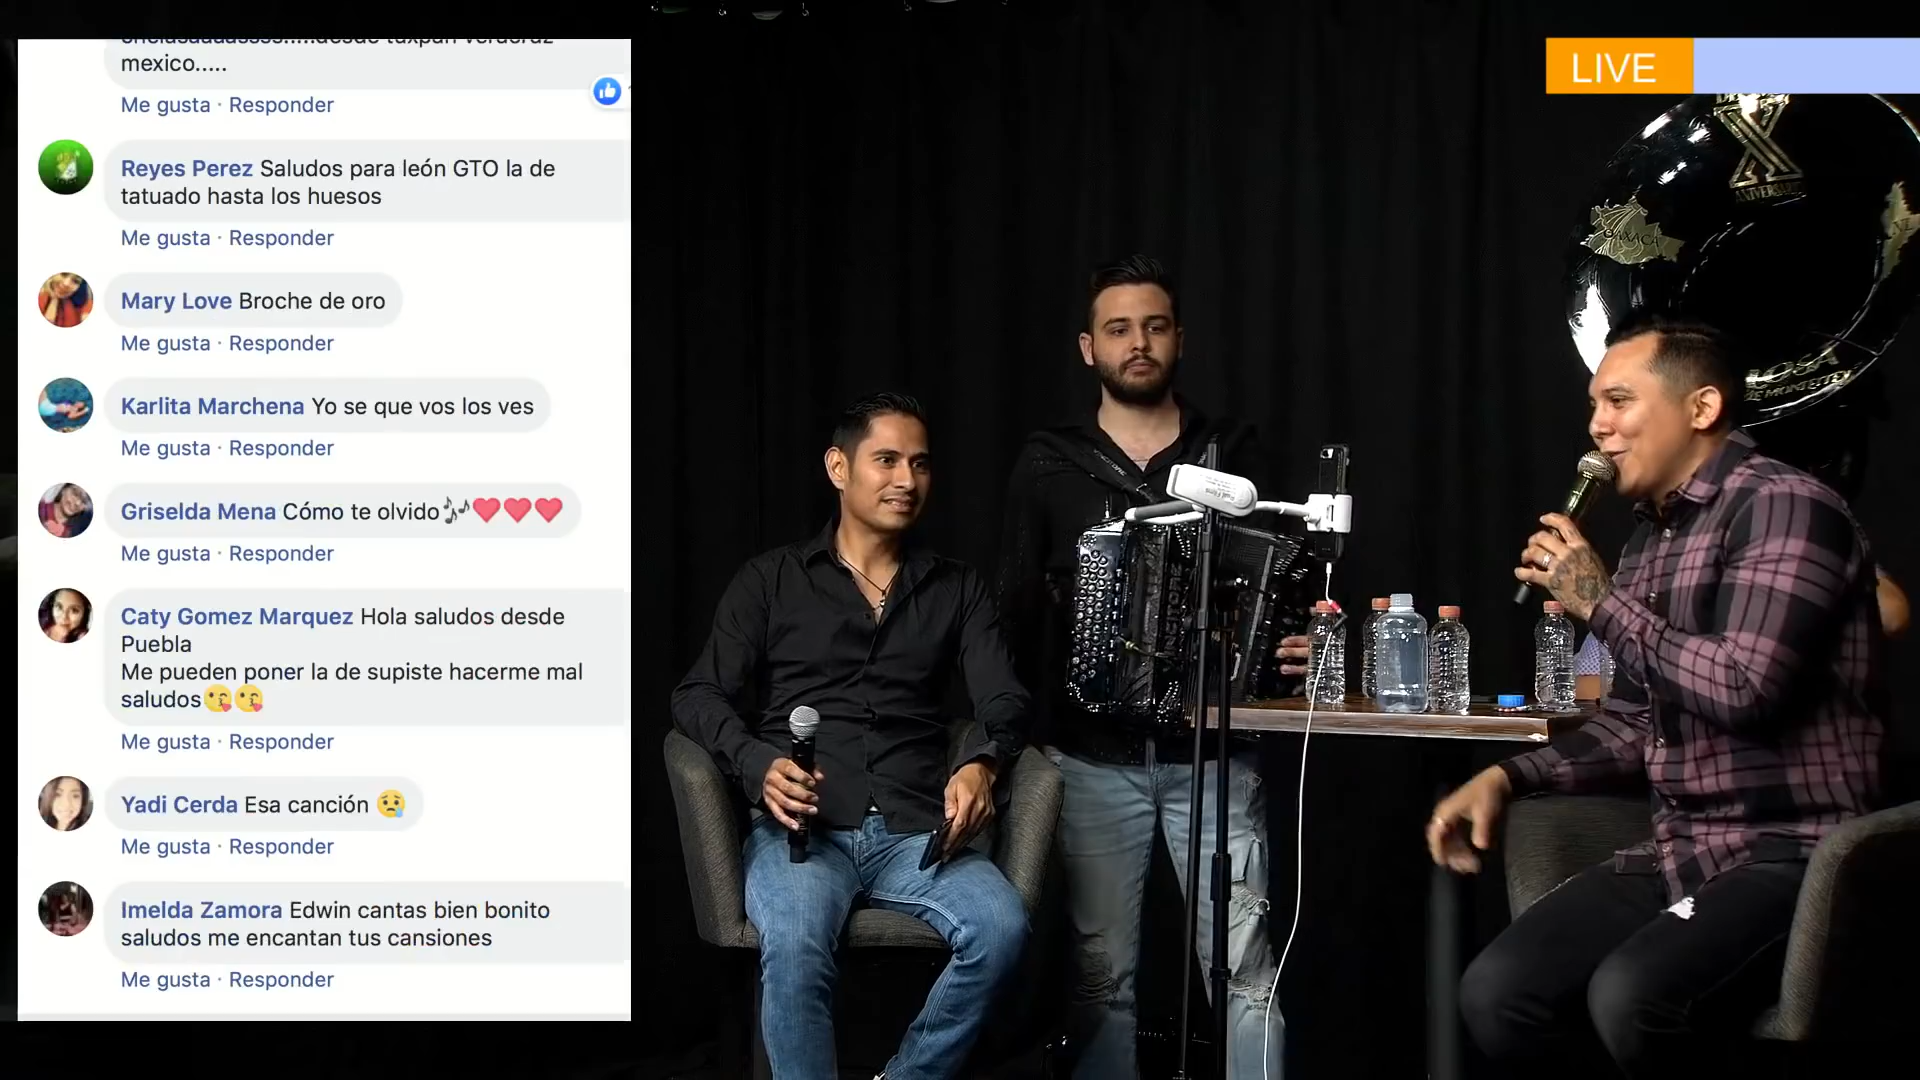 mexico.....
Me gusta · Responder
Reyes Perez Saludos para león GTO la de
tatuado hasta los huesos
Me gusta · Responder
Mary Love Broche de oro
Me gusta · Responder
Karlita Marchena Yo se que vos los ves
Me gusta · Responder
Griselda Mena Cómo te olvido🎶❤️❤️❤️
Me gusta · Responder
Caty Gomez Marquez Hola saludos desde
Puebla
Me pueden poner la de supiste hacerme mal
saludos😘😘
Me gusta · Responder
Yadi Cerda Esa canción 😢
Me gusta · Responder
Imelda Zamora Edwin cantas bien bonito
saludos me encantan tus cansiones
Me gusta · Responder
LIVE
X
ANIVERSARIO
OAXACA